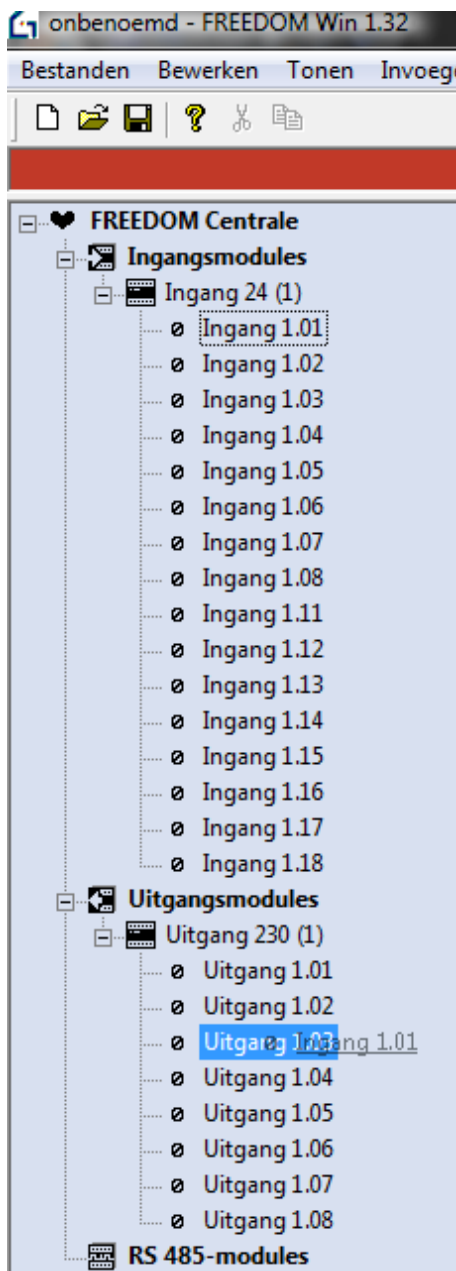 onbenoemd - FREEDOM Win 1.32
Bestanden Bewerken Tonen Invoege
FREEDOM Centrale
Ingangsmodules
Ingang 24 (1)
Ingang 1.01
Ingang 1.02
Ingang 1.03
Ingang 1.04
Ingang 1.05
Ingang 1.06
Ingang 1.07
Ingang 1.08
Ingang 1.11
Ingang 1.12
Ingang 1.13
Ingang 1.14
Ingang 1.15
Ingang 1.16
Ingang 1.17
Ingang 1.18
Uitgangsmodules
Uitgang 230 (1)
Uitgang 1.01
Uitgang 1.02
Uitgang 1.03 Ingang 1.01
Uitgang 1.04
Uitgang 1.05
Uitgang 1.06
Uitgang 1.07
Uitgang 1.08
RS 485-modules